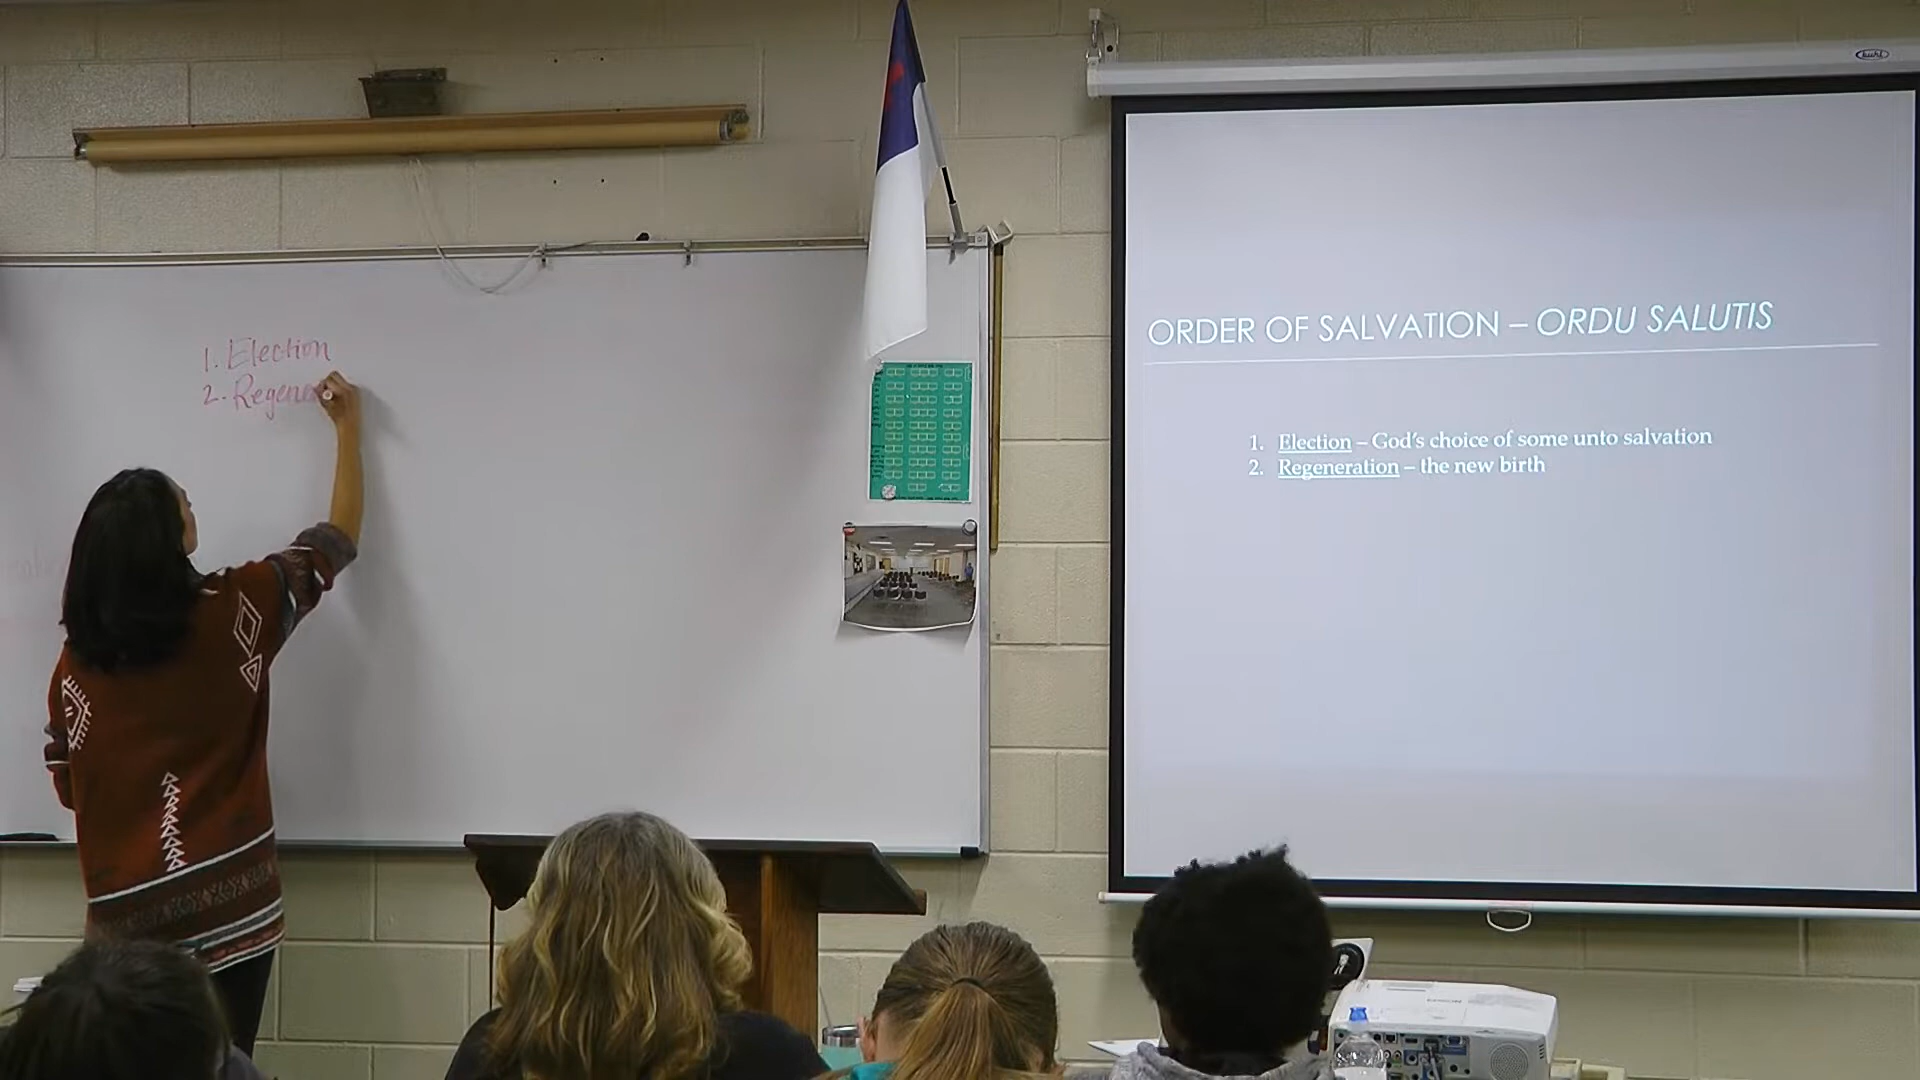 1. Election
2. Regene
ORDER OF SALVATION – ORDU SALUTIS
1. Election – God's choice of some unto salvation
2. Regeneration – the new birth